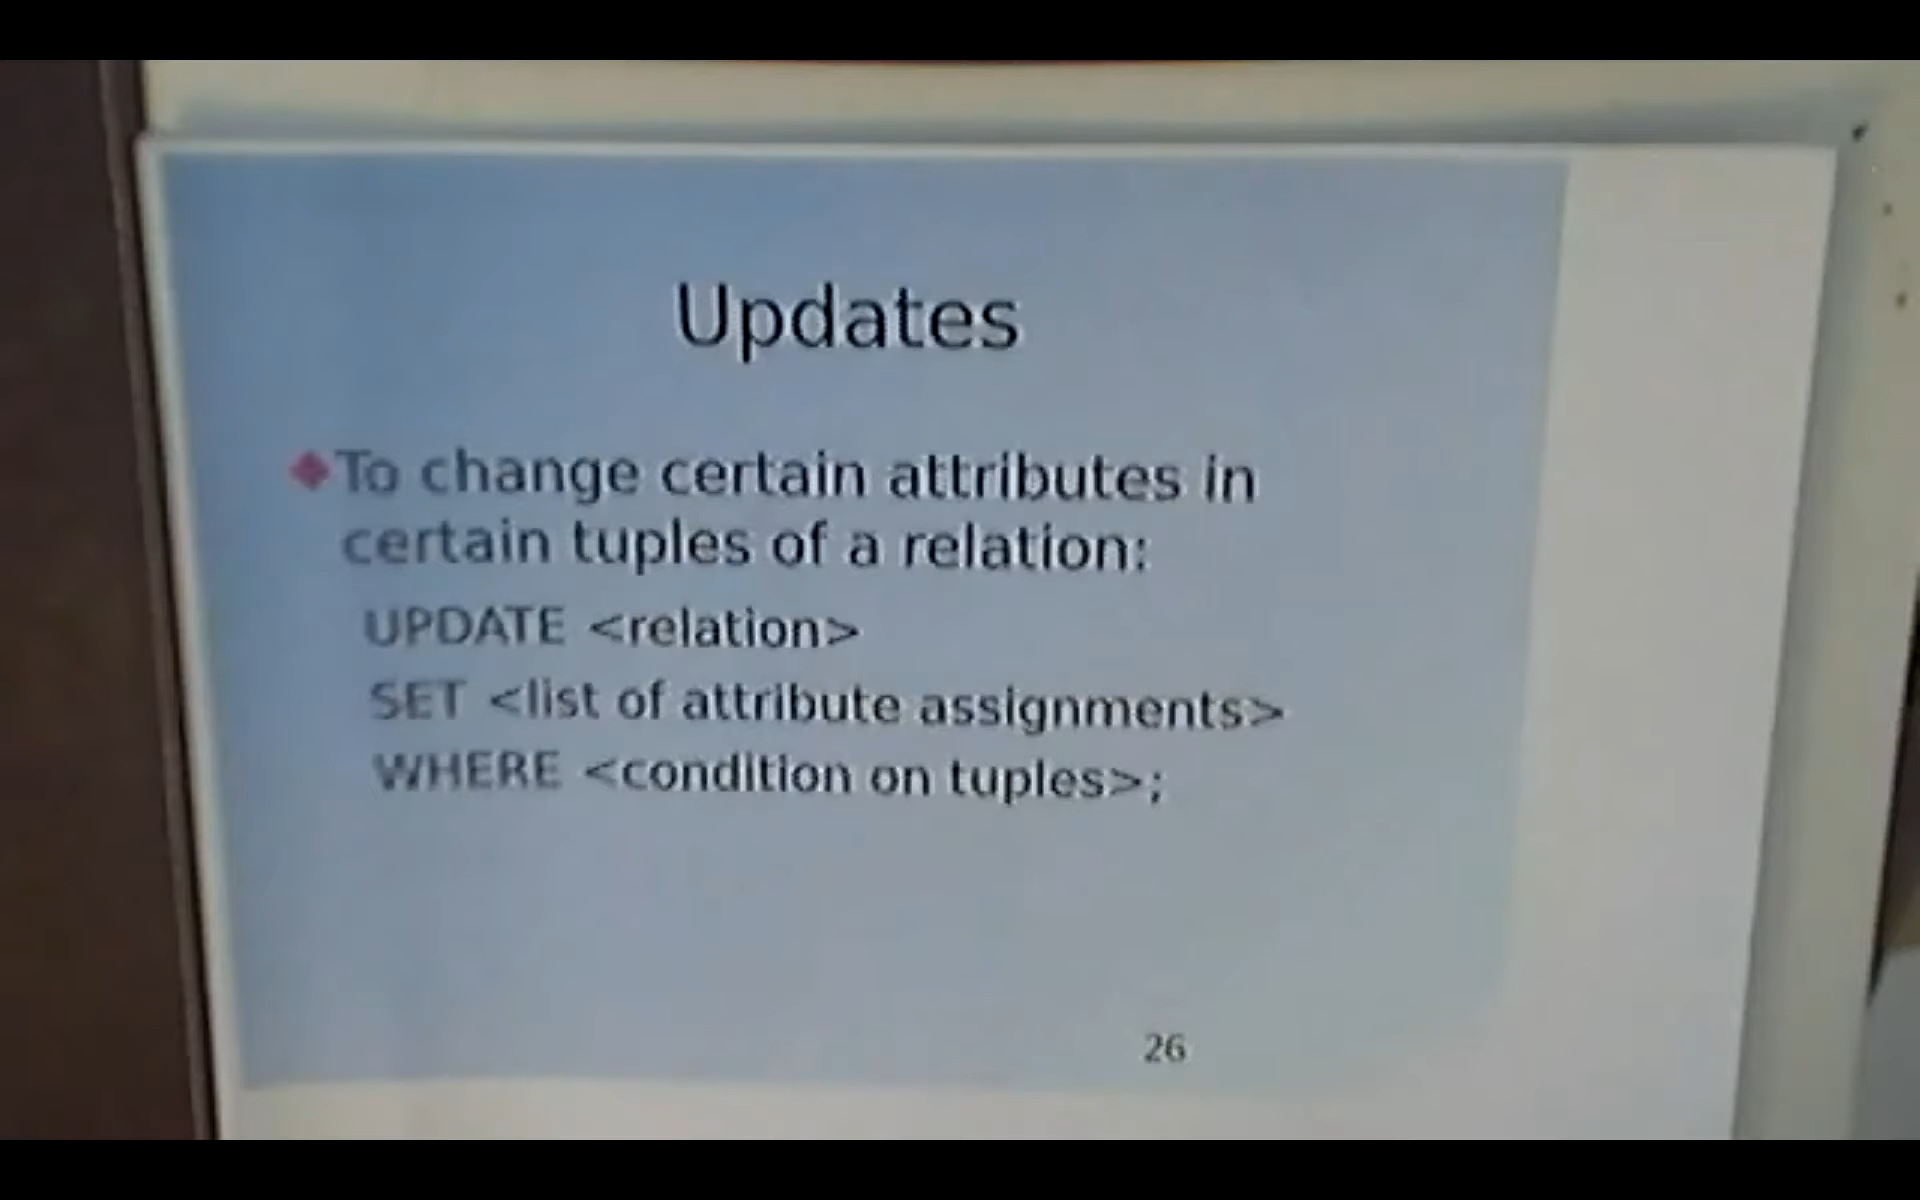 Updates
To change certain attributes in
certain tuples of a relation:
UPDATE <relation>
SET <list of attribute assignments>
WHERE <condition on tuples>;
26